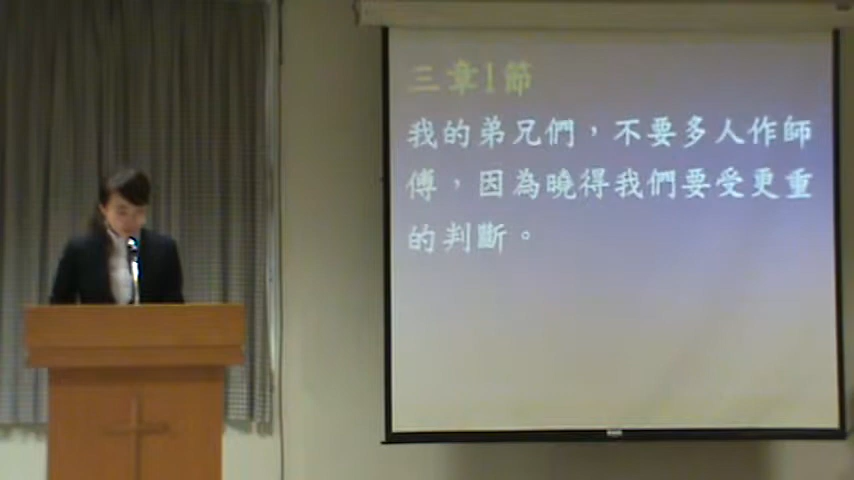 三章1節
我的弟兄們，不要多人作師
傅，因為曉得我們要受更重
的判斷。